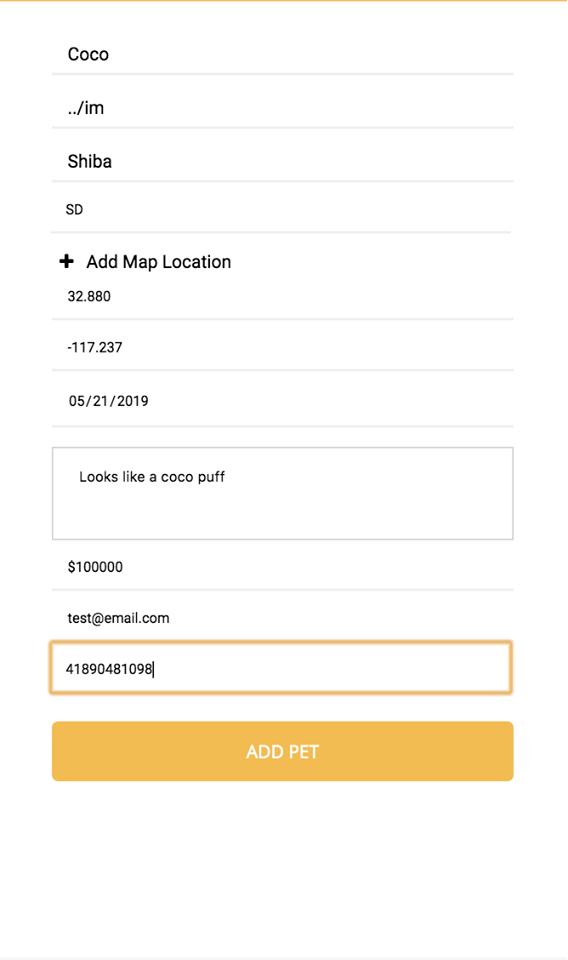 Coco
../im
Shiba
SD
+ Add Map Location
32.880
-117.237
05/21/2019
Looks like a coco puff
$100000
test@email.com
41890481098
ADD PET